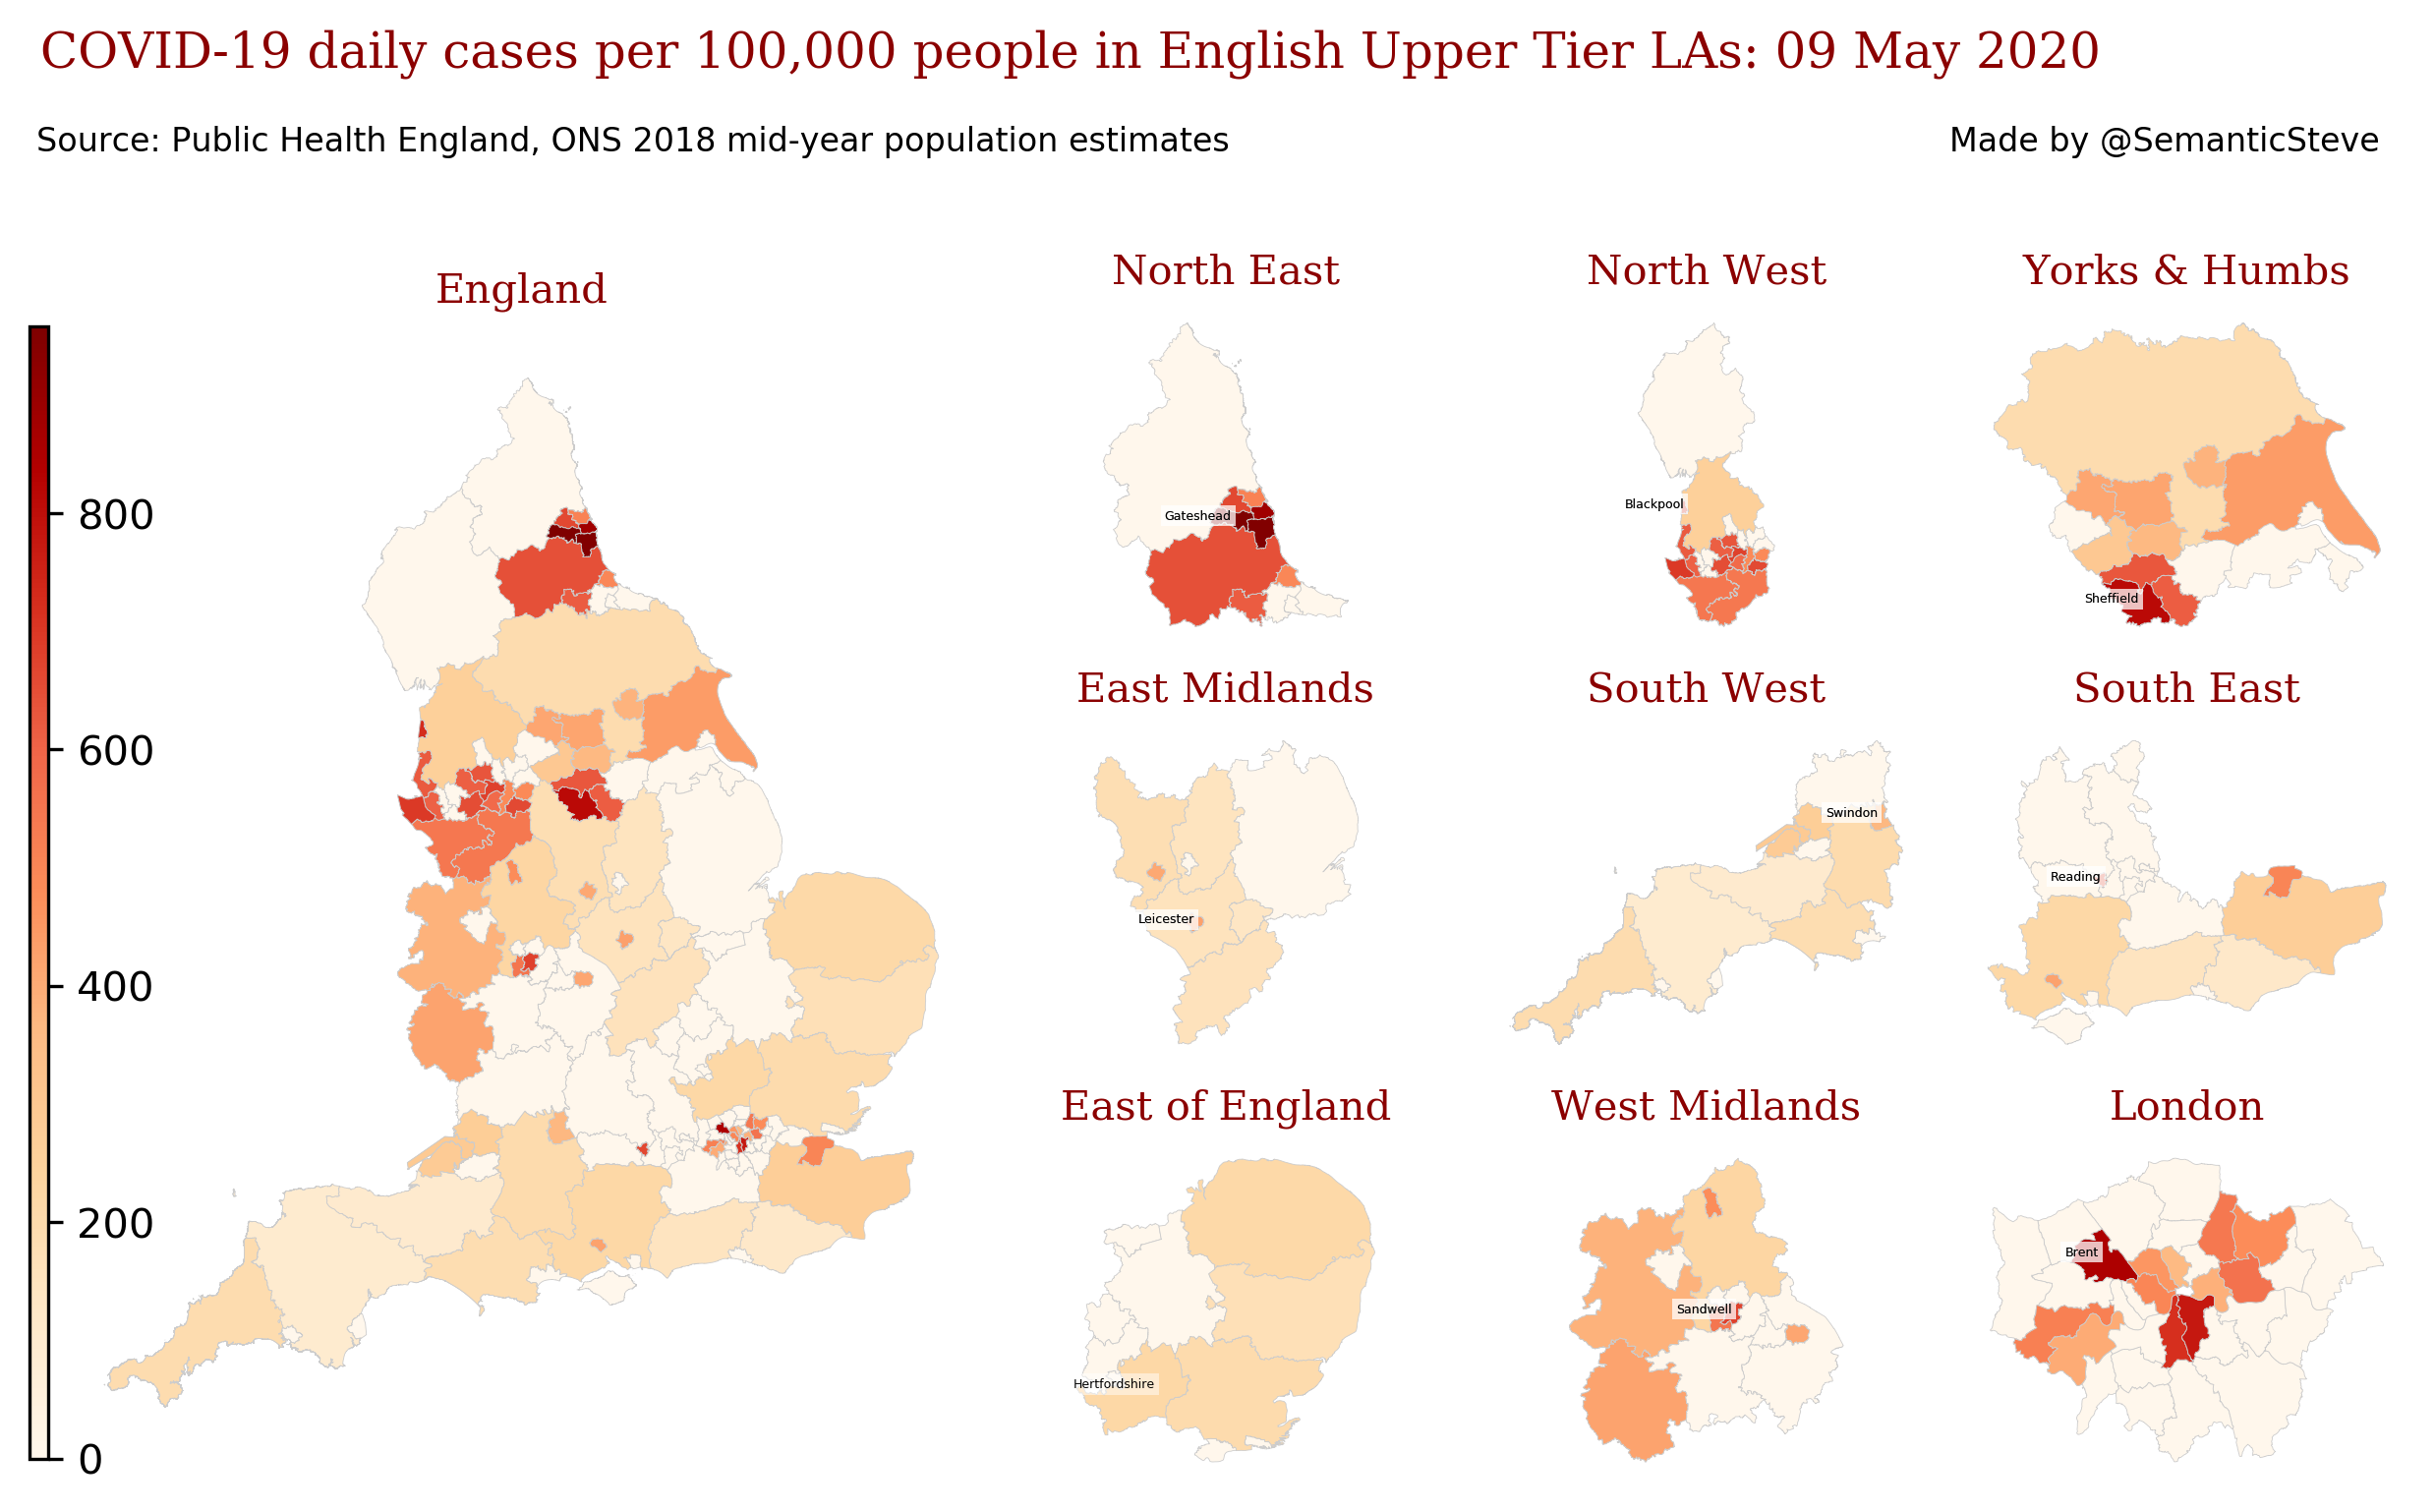 COVID-19 daily cases per 100,000 people in English Upper Tier LAs: 09 May 2020
Source: Public Health England, ONS 2018 mid-year population estimates
Made by @SemanticSteve
England
800
600
400
200
0
North East
Gateshead
North West
Blackpool
Yorks & Humbs
Sheffield
East Midlands
Leicester
South West
Swindon
South East
Reading
East of England
Hertfordshire
West Midlands
Sandwell
London
Brent